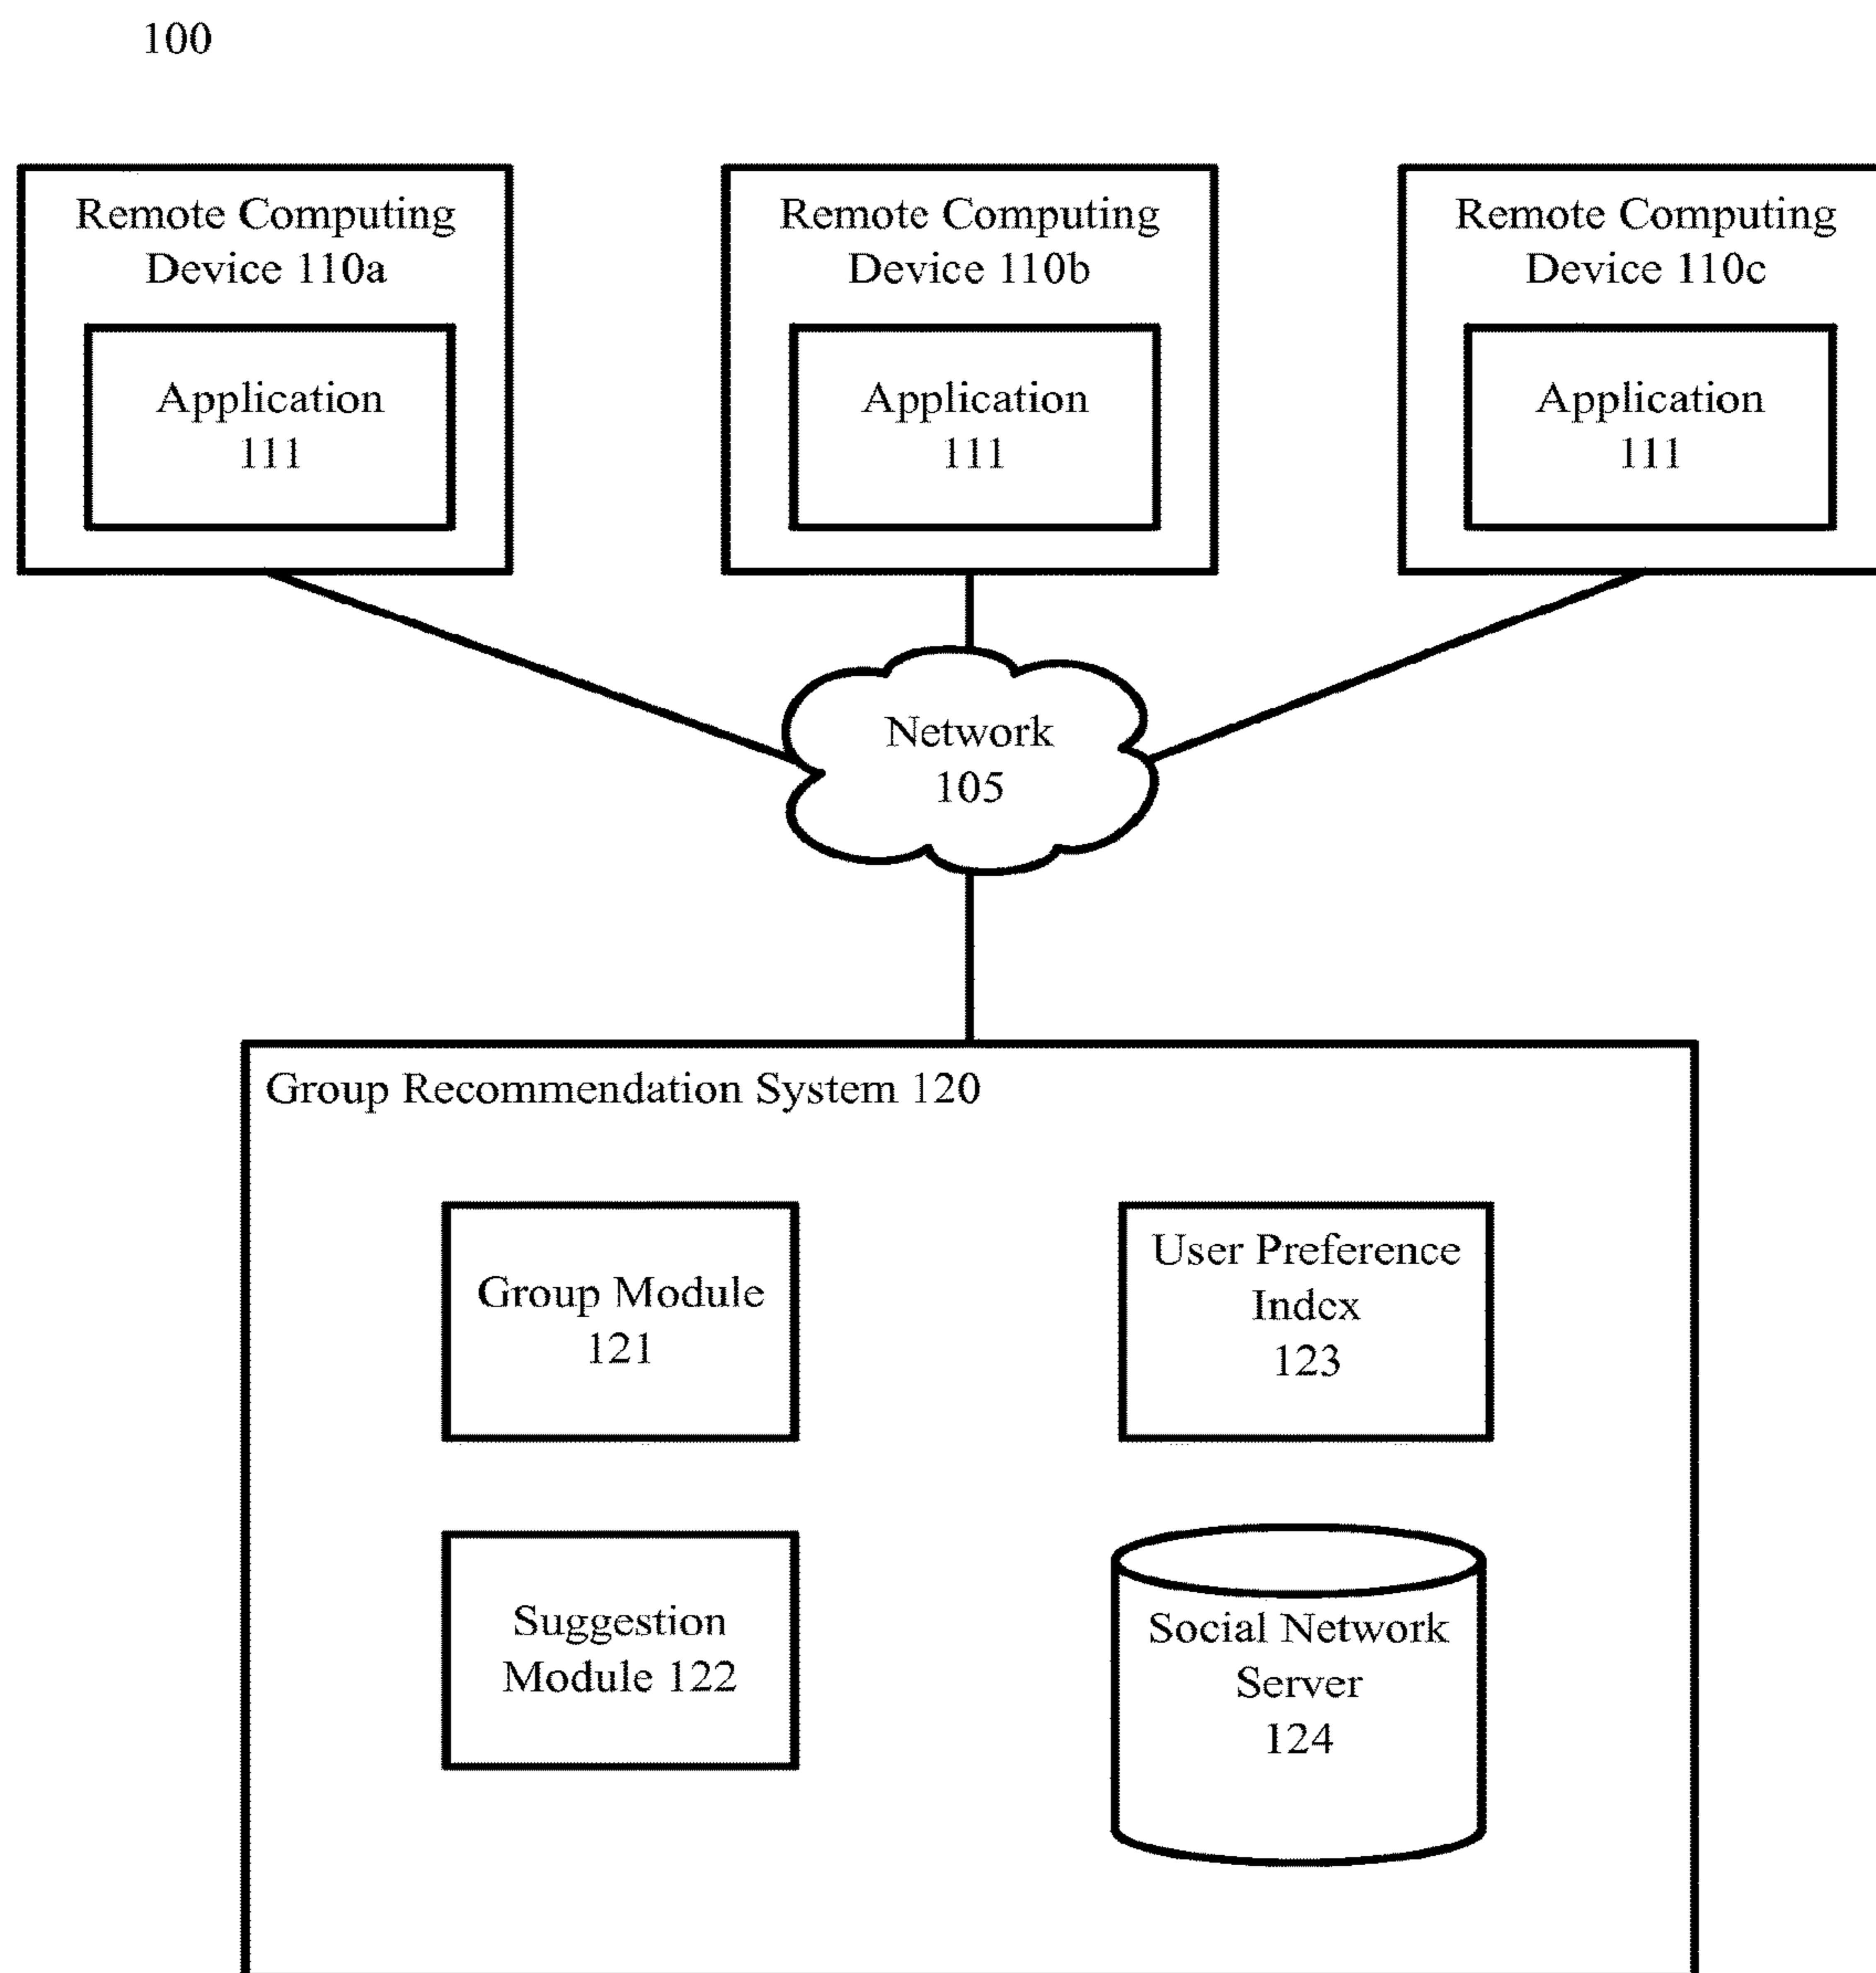 100
Remote Computing
Device 110a
Application
111
Remote Computing
Device 110b
Application
111
Remote Computing
Device 110c
Application
111
Network
105
Group Recommendation System 120
Group Module
121
User Preference
Index
123
Suggestion
Module 122
Social Network
Server
124